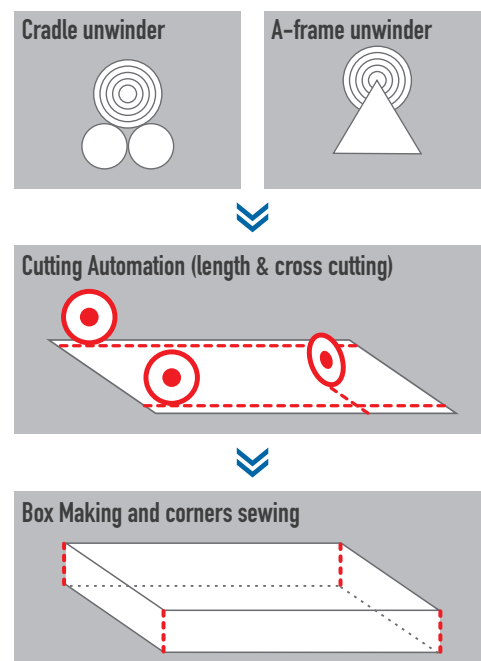 Cradle unwinder
A-frame unwinder
Cutting Automation (length & cross cutting)
Box Making and corners sewing